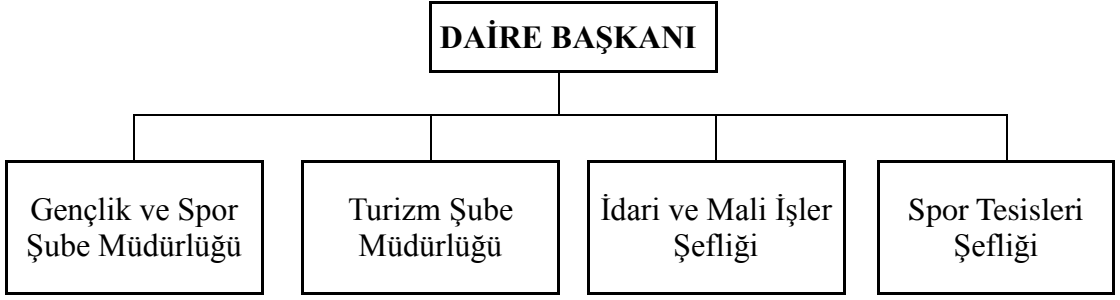 DAİRE BAŞKANI
Gençlik ve Spor
Şube Müdürlüğü
Turizm Şube
Müdürlüğü
İdari ve Mali İşler
Şefliği
Spor Tesisleri
Şefliği